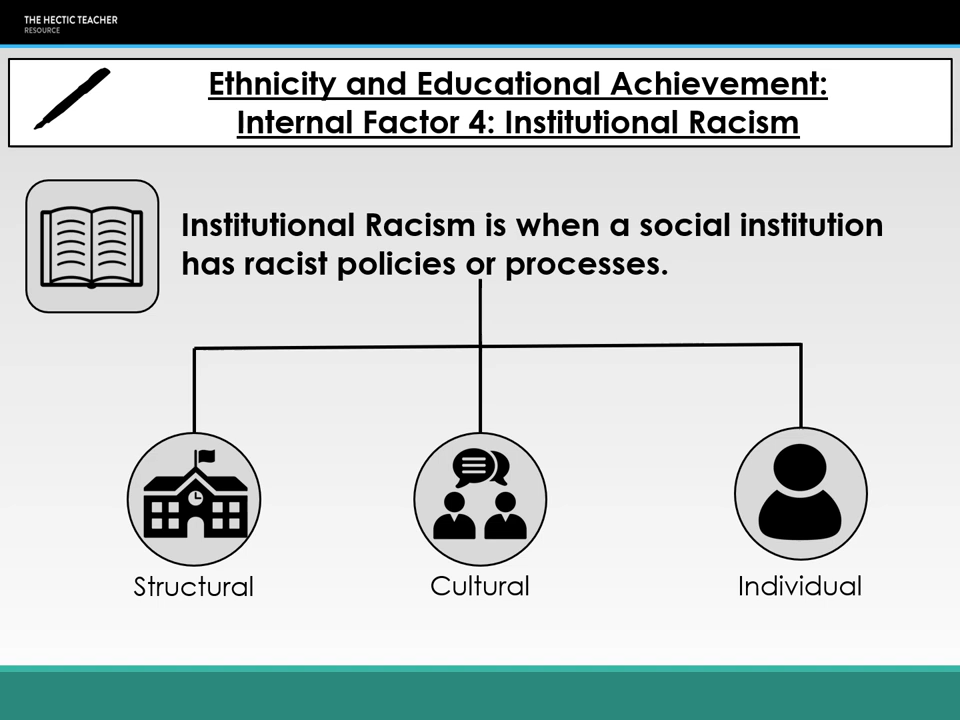 THE HECTIC TEACHER
RESOURCE
Ethnicity and Educational Achievement:
Internal Factor 4: Institutional Racism
Institutional Racism is when a social institution
has racist policies or processes.
Structural
Cultural
Individual